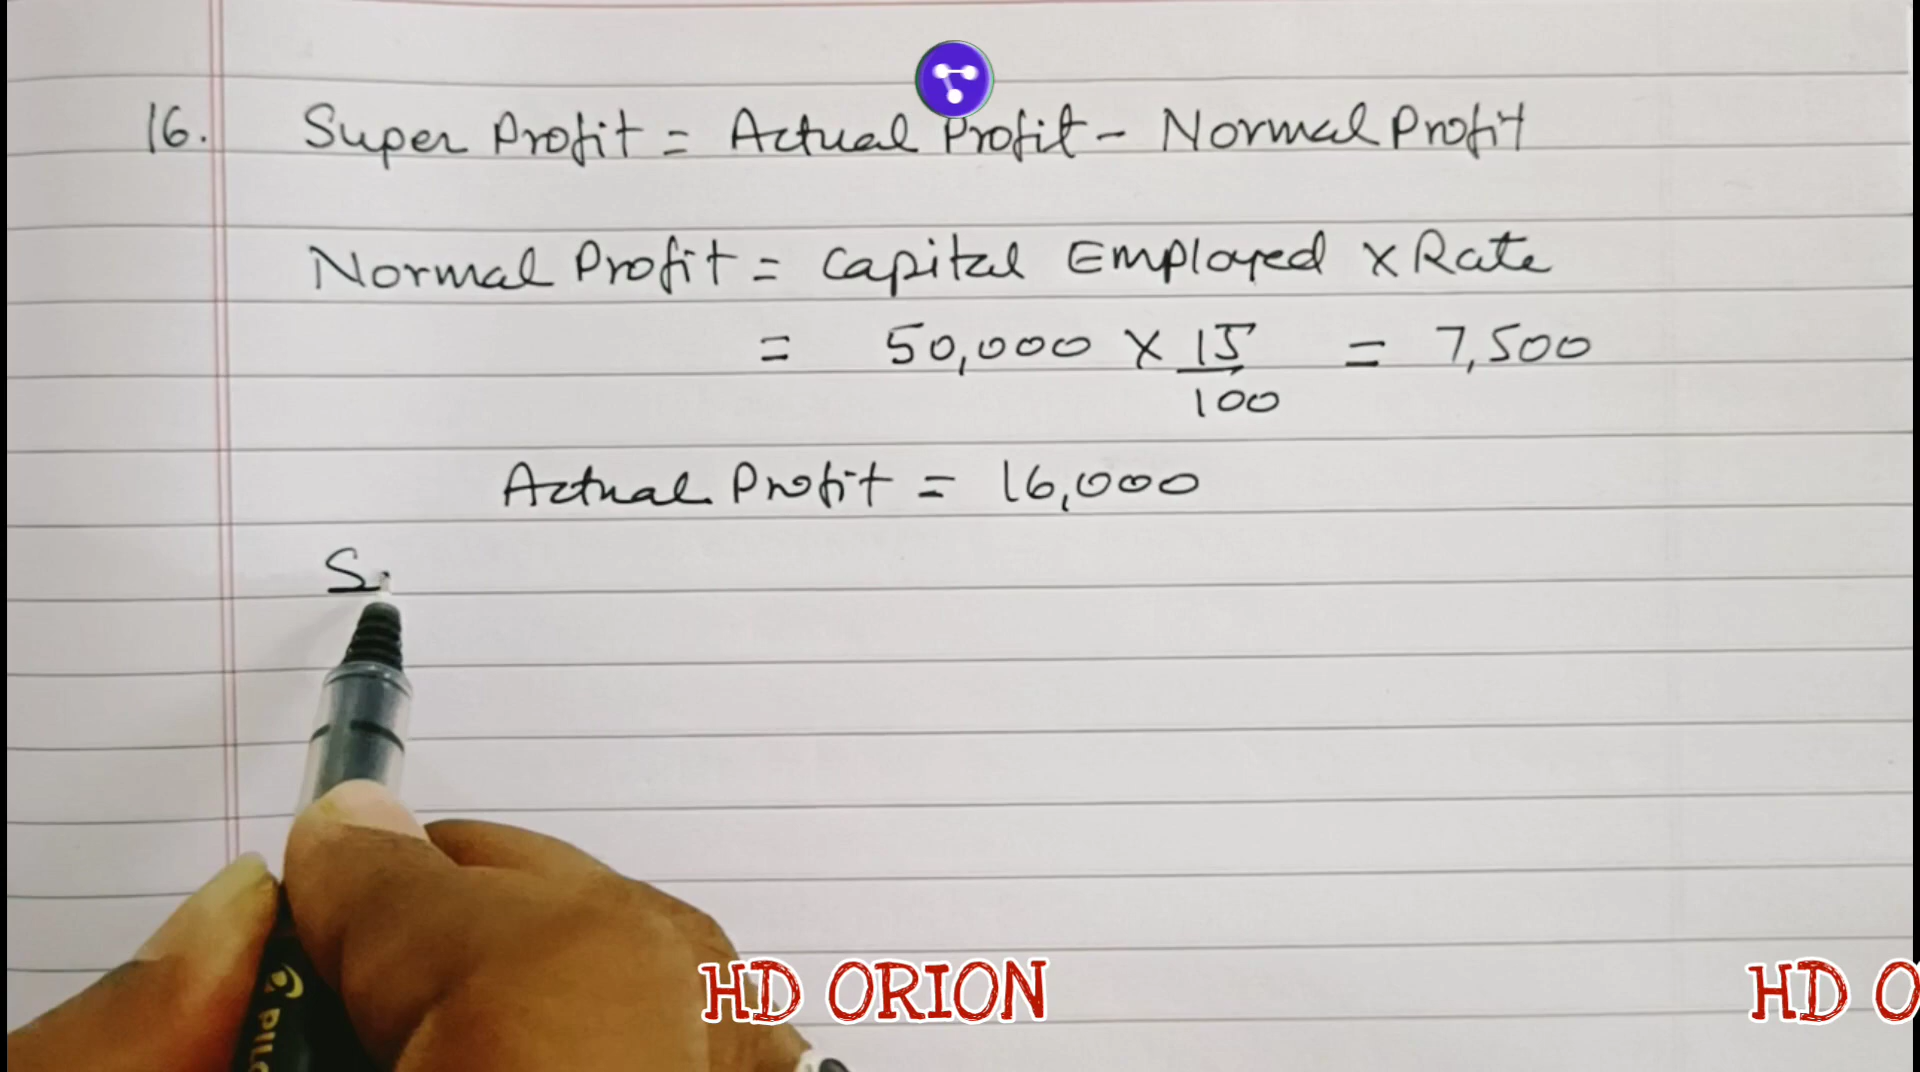 16. Super Profit = Actual Profit - Normal Profit
Normal Profit = Capital Employed × Rate
= 50,000 × 15/100 = 7,500
Actual Profit = 16,000
S.
HD ORION HD O
PILO